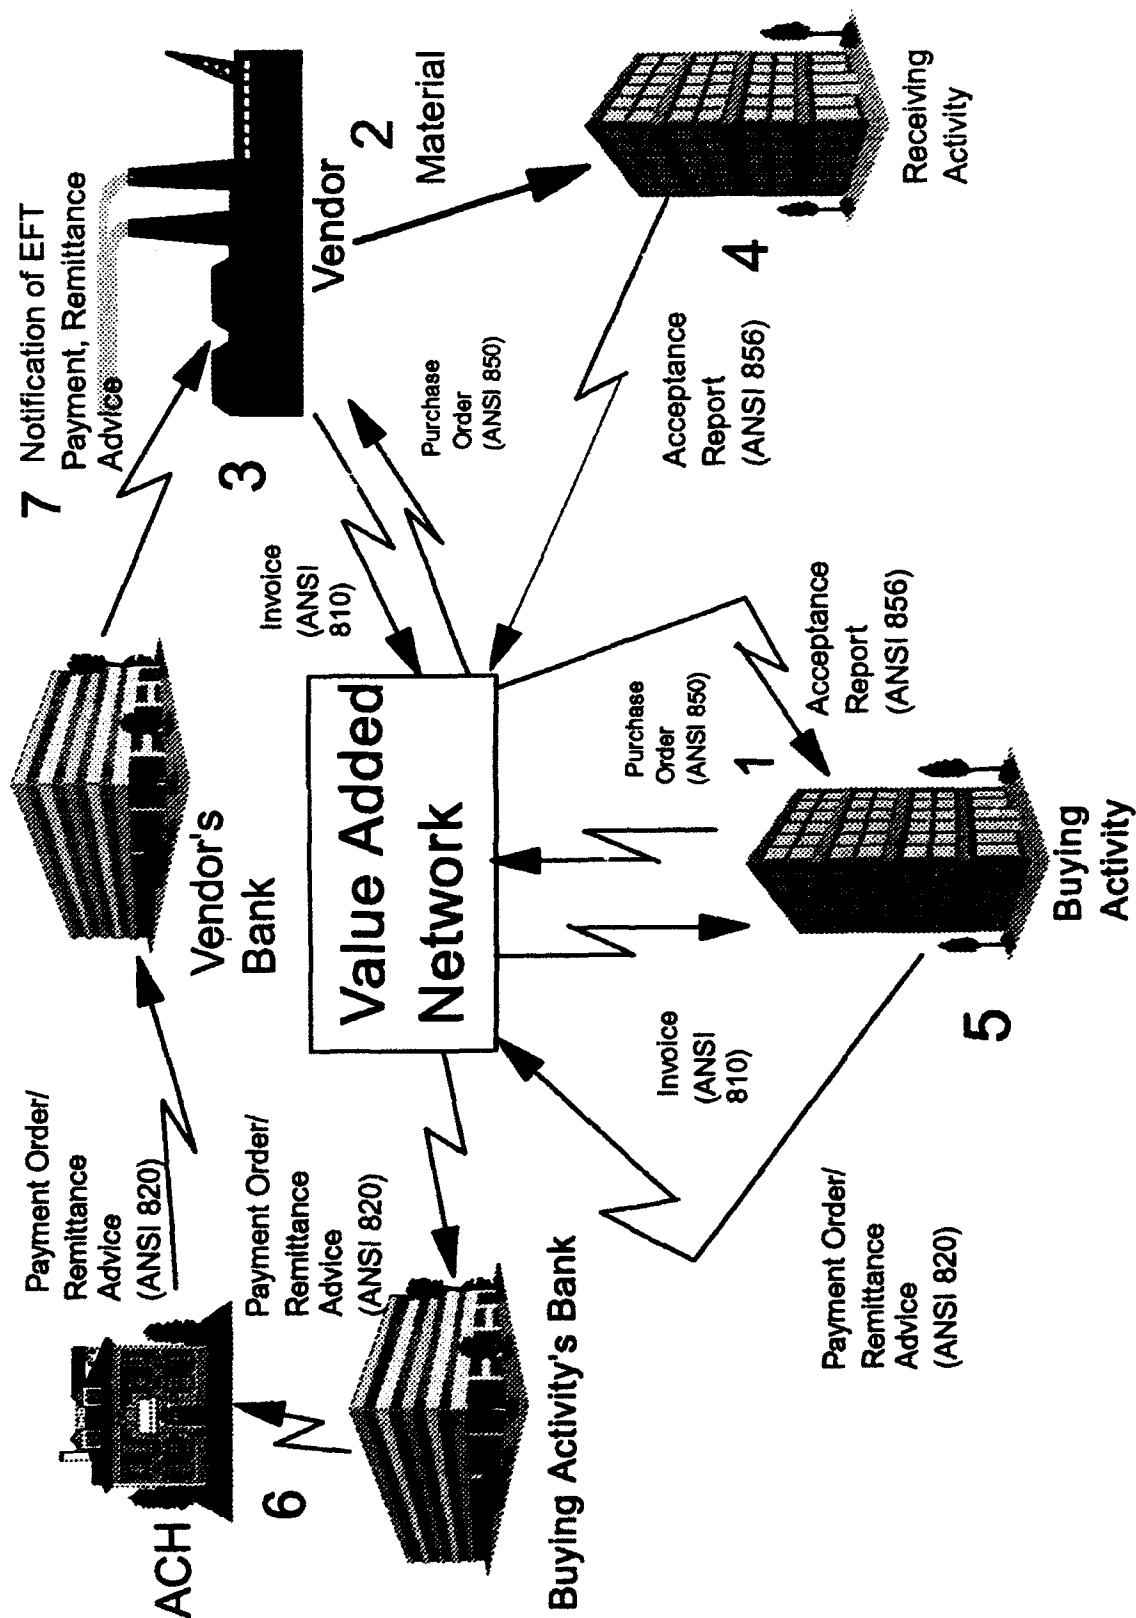 ACH
Payment Order/
Remittance
Advice
(ANSI 820)
Vendor's
Bank
7
Notification of EFT
Payment, Remittance
Advice
6
Payment Order/
Remittance
Advice
(ANSI 820)
Invoice
(ANSI
810)
3
Vendor
2
Material
Buying Activity's Bank
Value Added
Network
Purchase
Order
(ANSI 850)
Acceptance
Report
(ANSI 856)
4
Receiving
Activity
Payment Order/
Remittance
Advice
(ANSI 820)
Invoice
(ANSI
810)
Purchase
Order
(ANSI 850)
1
Acceptance
Report
(ANSI 856)
5
Buying
Activity